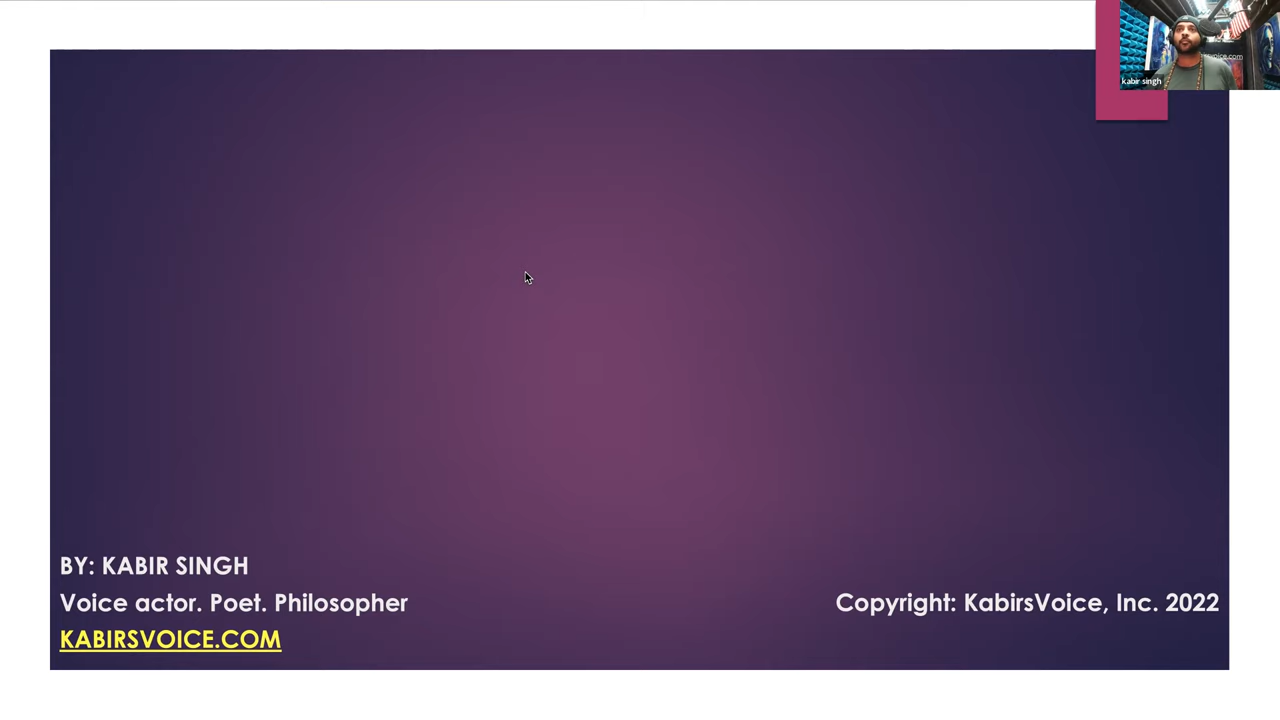 kabir singh
BY: KABIR SINGH
Voice actor. Poet. Philosopher
Copyright: KabirsVoice, Inc. 2022
KABIRSVOICE.COM